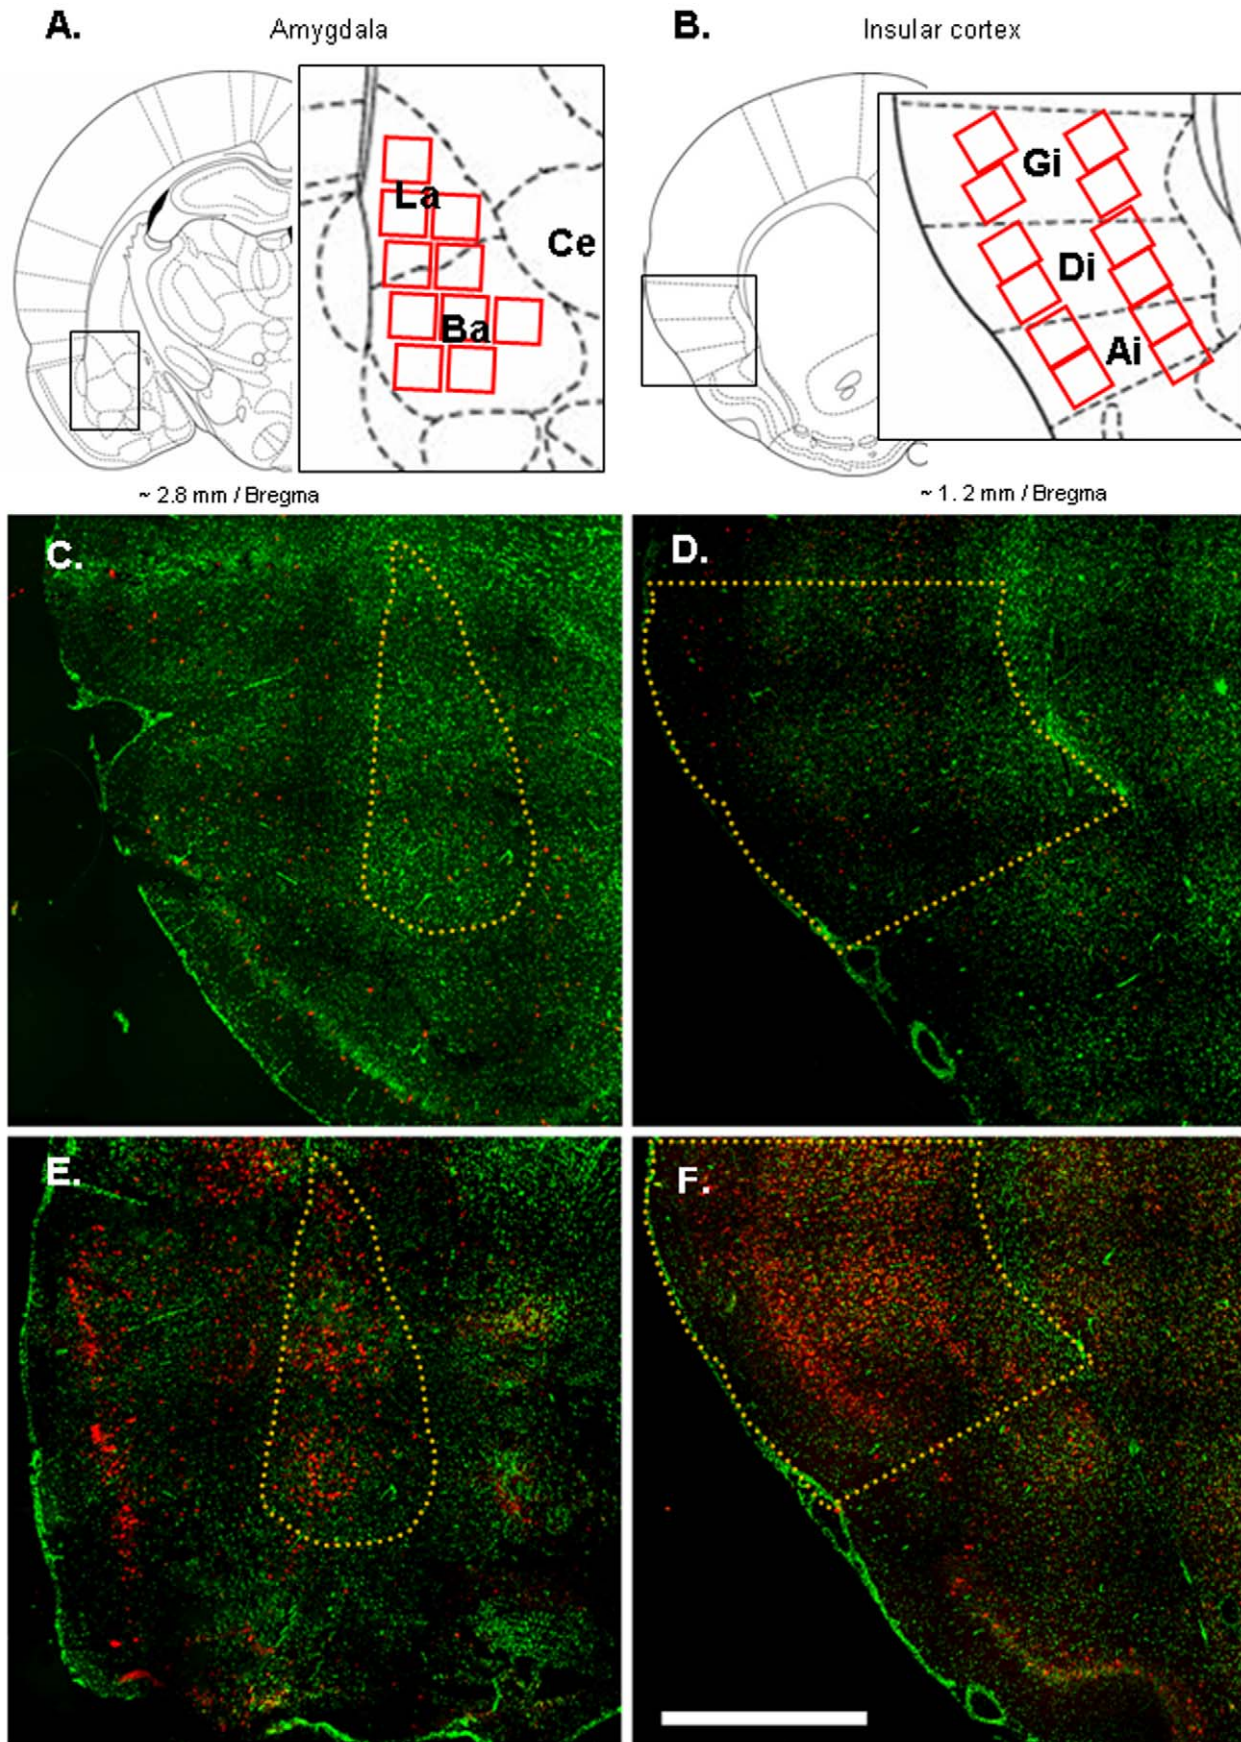 A. Amygdala
B. Insular cortex
La
Ce
Ba
Gi
Di
Ai
~ 2.8 mm / Bregma
~ 1. 2 mm / Bregma
C.
D.
E.
F.